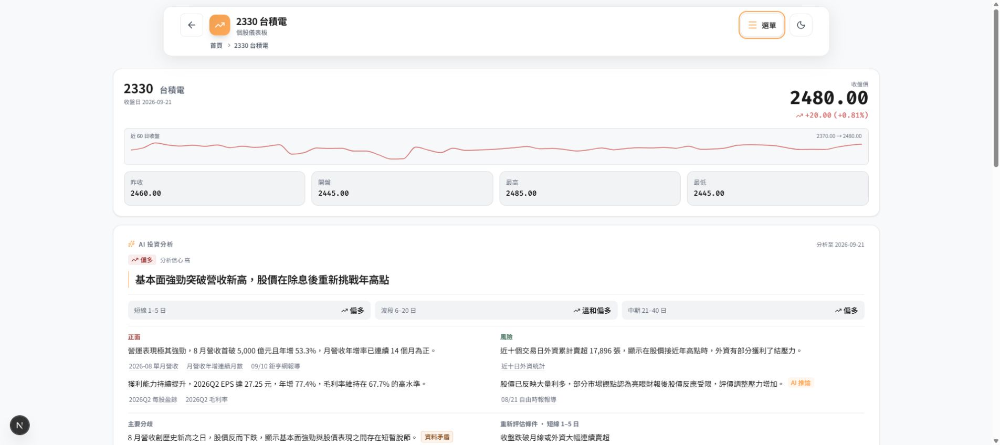 2330 台積電
個股儀表板
首頁 > 2330 台積電
選單
2330 台積電
收盤日 2026-09-21
收盤價
2480.00
+20.00 (+0.81%)
近 60 日收盤
2370.00→2480.00
昨收
2460.00
開盤
2445.00
最高
2485.00
最低
2445.00
AI 投資分析
分析至 2026-09-21
偏多 分析信心 高
基本面強勁突破營收新高，股價在除息後重新挑戰年高點
短線 1–5 日 偏多
波段 6–20 日 溫和偏多
中期 21–40 日 偏多
正面
營運表現極其強勁，8 月營收首破 5,000 億元且年增 53.3%，月營收年增率已連續 14 個月為正。
2026-08 單月營收 月營收年增連續月數 09/10 鉅亨網報導
獲利能力持續提升，2026Q2 EPS 達 27.25 元，年增 77.4%，毛利率維持在 67.7% 的高水準。
2026Q2 每股盈餘 2026Q2 毛利率
風險
近十個交易日外資累計賣超 17,896 張，顯示在股價接近年高點時，外資有部分獲利了結壓力。
近十日外資統計
股價已反映大量利多，部分市場觀點認為亮眼財報後股價反應受限，評價調整壓力增加。 AI 推論
08/21 自由時報報導
主要分歧
8 月營收創歷史新高之日，股價反而下跌，顯示基本面強勁與股價表現之間存在短暫脫節。 資料矛盾
重新評估條件・短線 1–5 日
收盤跌破月線或外資大幅連續賣超
N